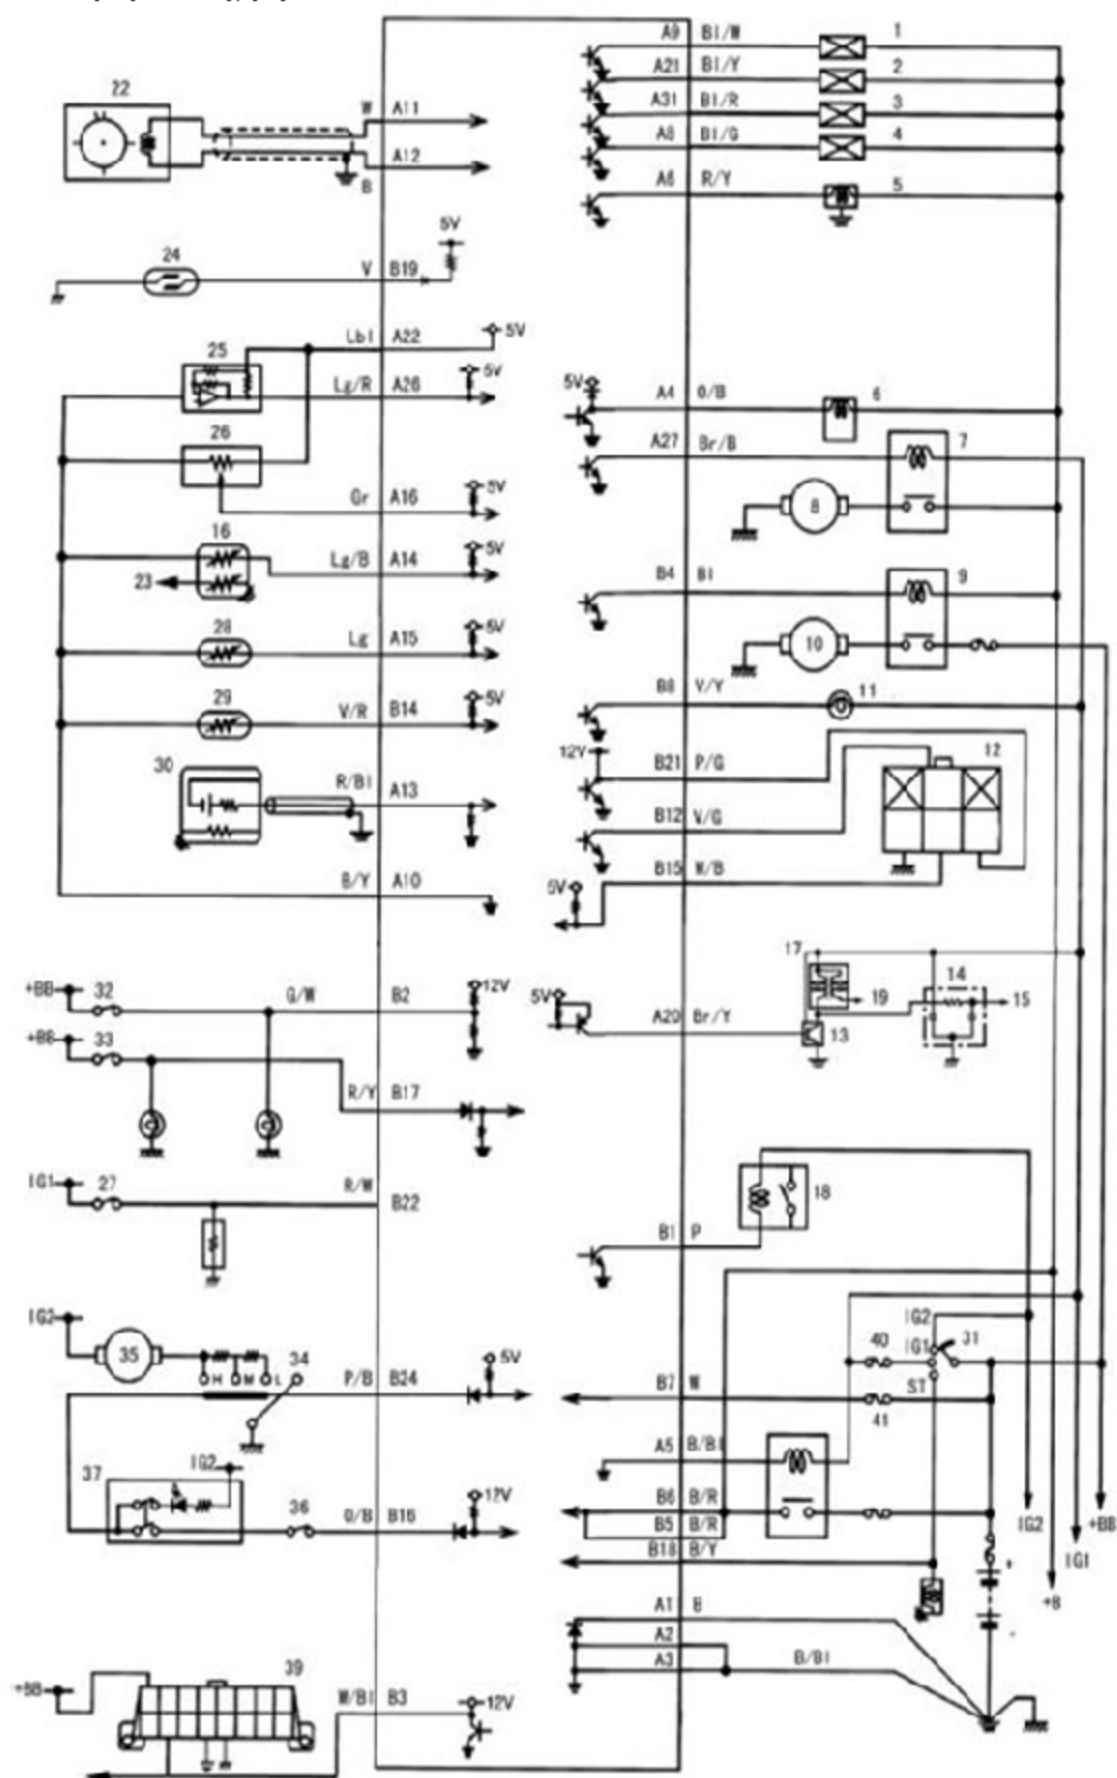 A9 Bl/W 1
A21 Bl/Y 2
A31 Bl/R 3
A8 Bl/G 4
A6 R/Y 5
22
W A11
A12
B
5V
24
V B19
Lbl A22 5V
25
Lg/R A26 5V
26
Gr A16 5V
16
Lg/B A14 5V
23
28
Lg A15 5V
29
V/R B14 5V
30
R/Bl A13
B/Y A10
5V A4 O/B 6
A27 Br/B 7
8
B4 Bl 9
10
B8 V/Y 11
12V B21 P/G 12
B12 V/G
5V B15 W/B
17
14
5V 19 15
A20 Br/Y 13
+BB 32 G/W B2 12V
+BB 33
R/Y B17
IG1 27 R/W
B22
18
B1 P
IG2
35 H M L 34
P/B B24 5V
37 IG2
36 O/B B16 12V
IG2
40 IG1 31
B7 W ST
41
A5 B/Bl
B6 B/R
B5 B/R
B18 B/Y
IG2 +BB
IG1
+B
A1 B
A2
A3 B/Bl
39
+BB
W/Bl B3 12V